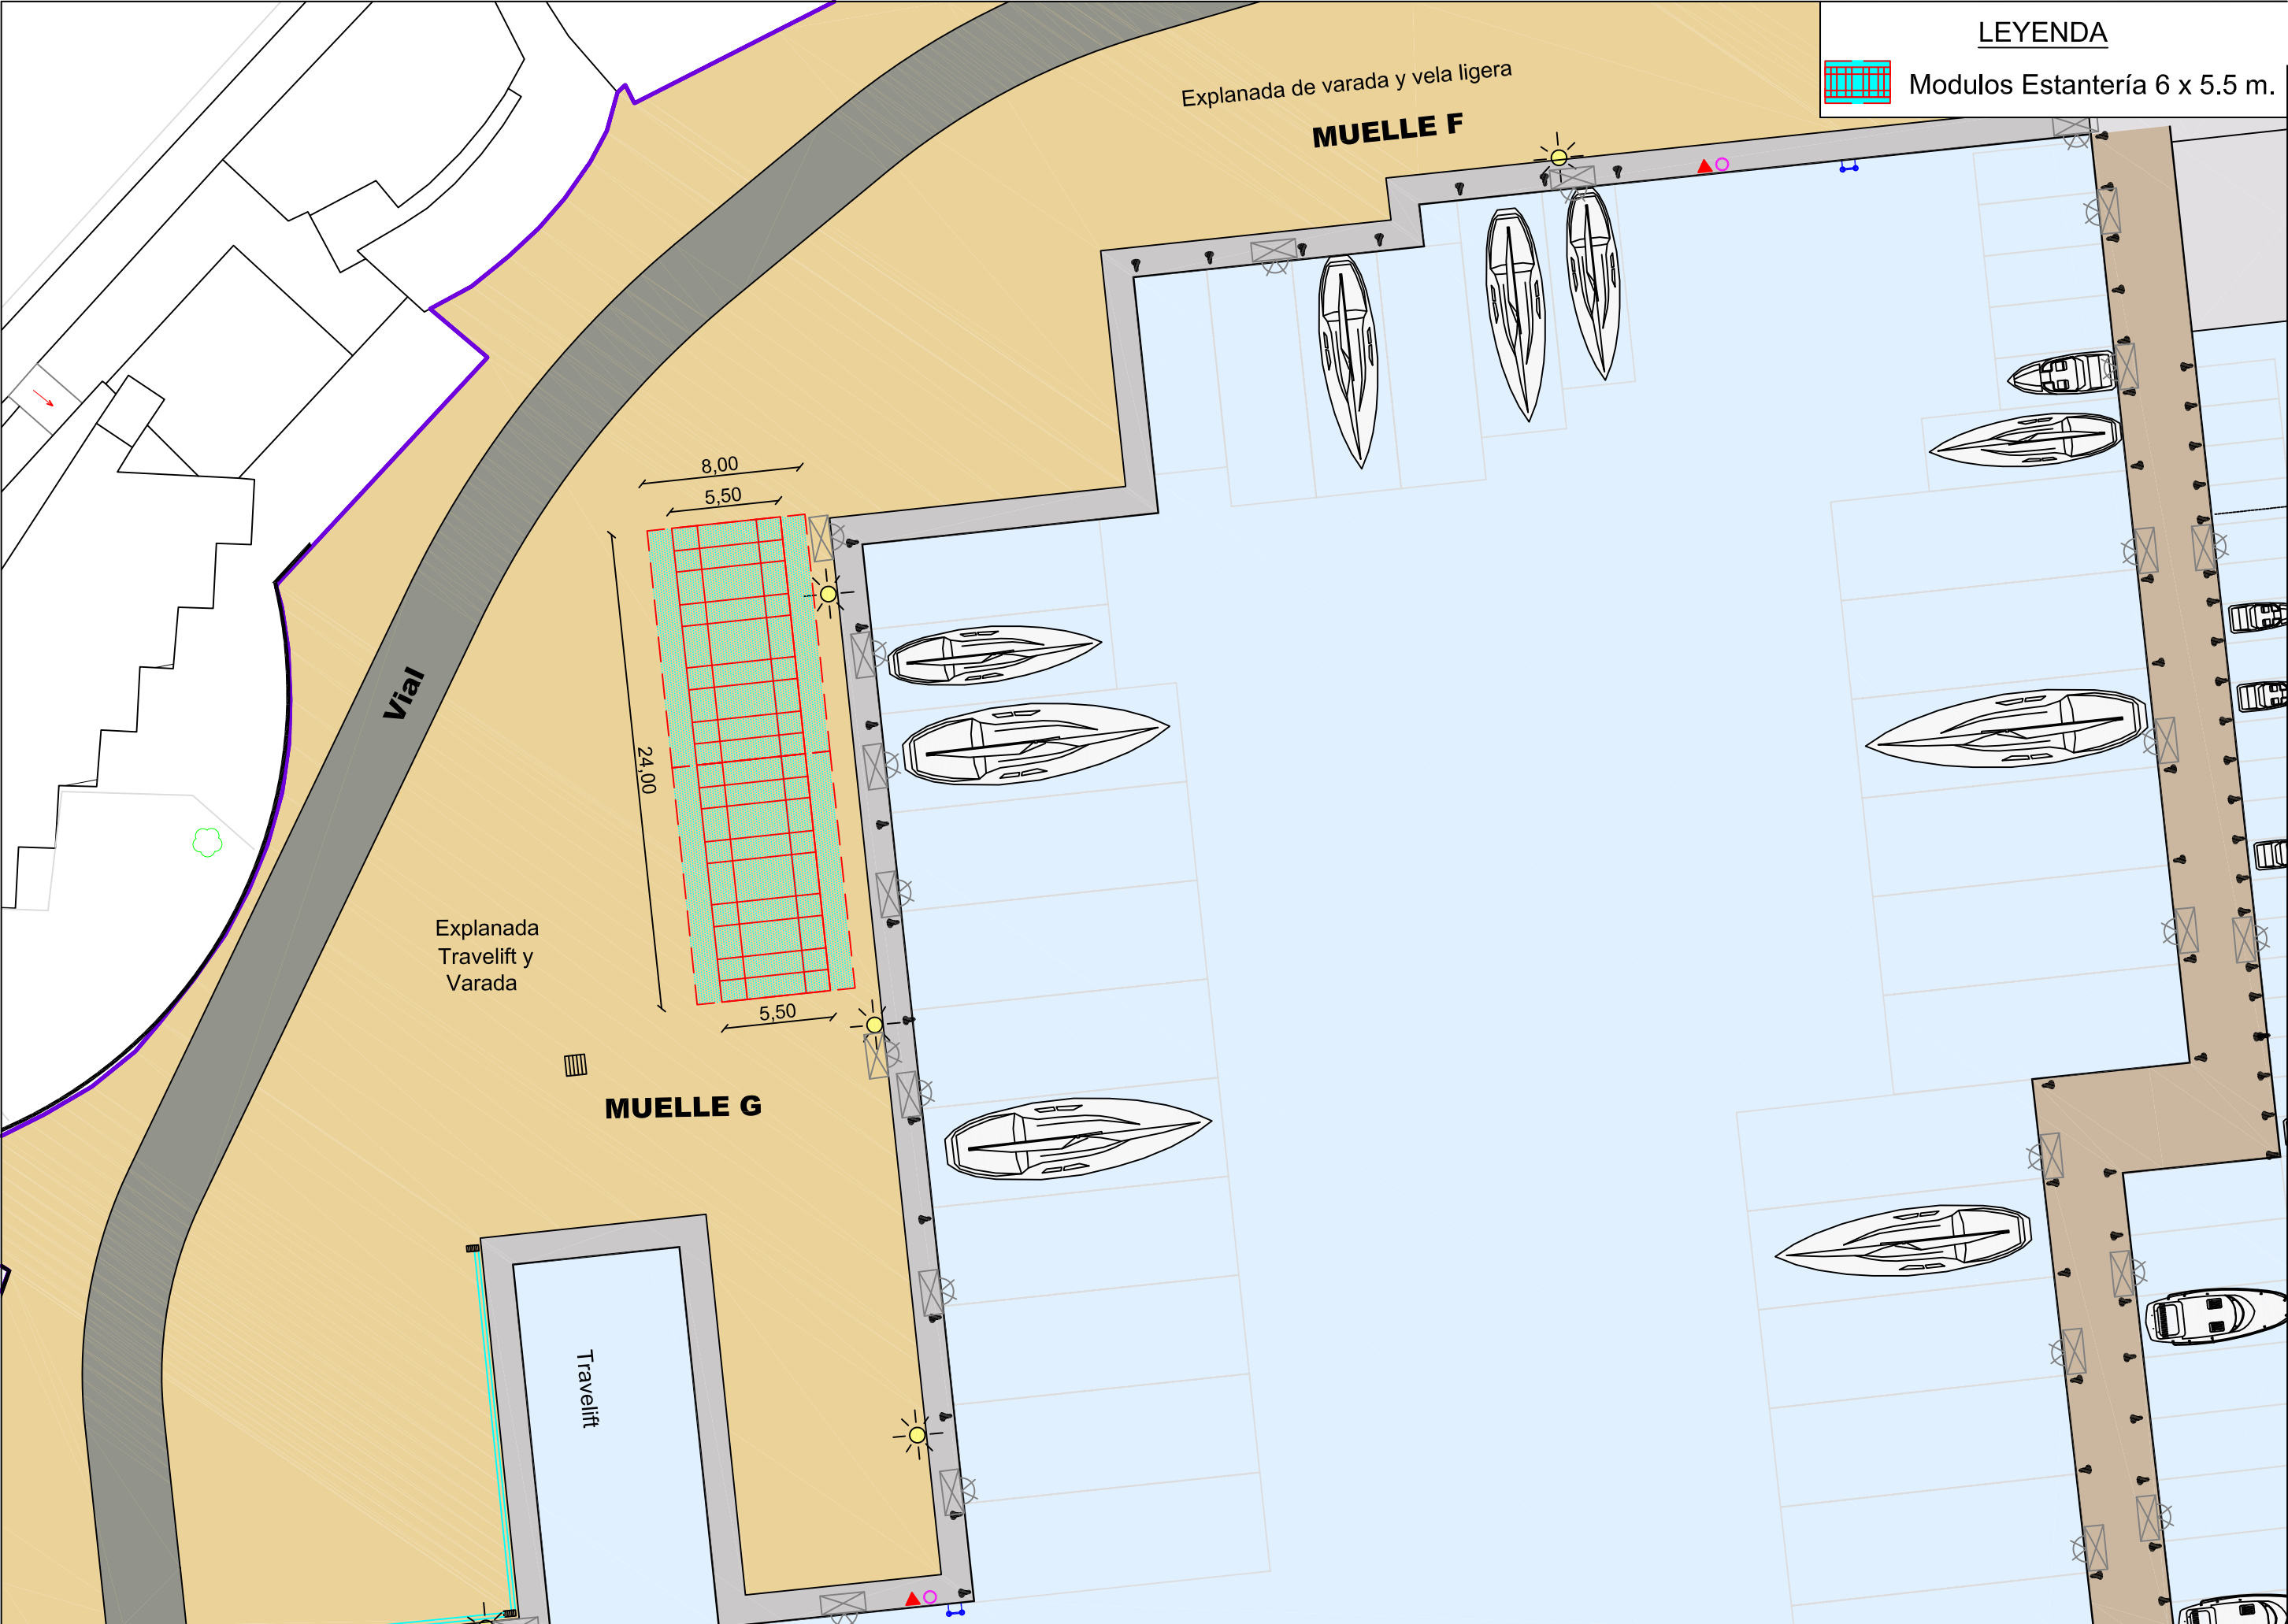 LEYENDA
Modulos Estantería 6 x 5.5 m.
Explanada de varada y vela ligera
MUELLE F
8,00
5,50
Vial
24,00
Explanada
Travelift y
Varada
5,50
MUELLE G
Travelift